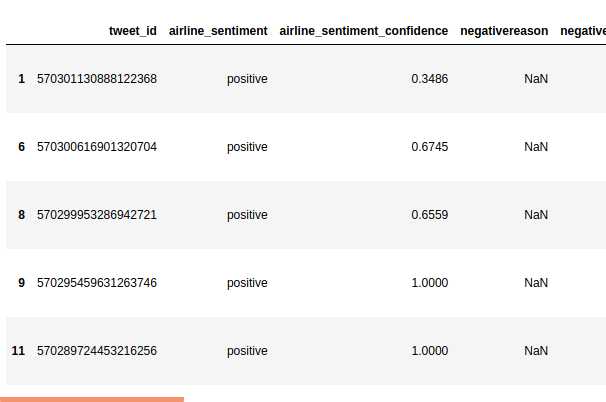 tweet_id airline_sentiment airline_sentiment_confidence negativereason negative
1 570301130888122368 positive 0.3486 NaN
6 570300616901320704 positive 0.6745 NaN
8 570299953286942721 positive 0.6559 NaN
9 570295459631263746 positive 1.0000 NaN
11 570289724453216256 positive 1.0000 NaN